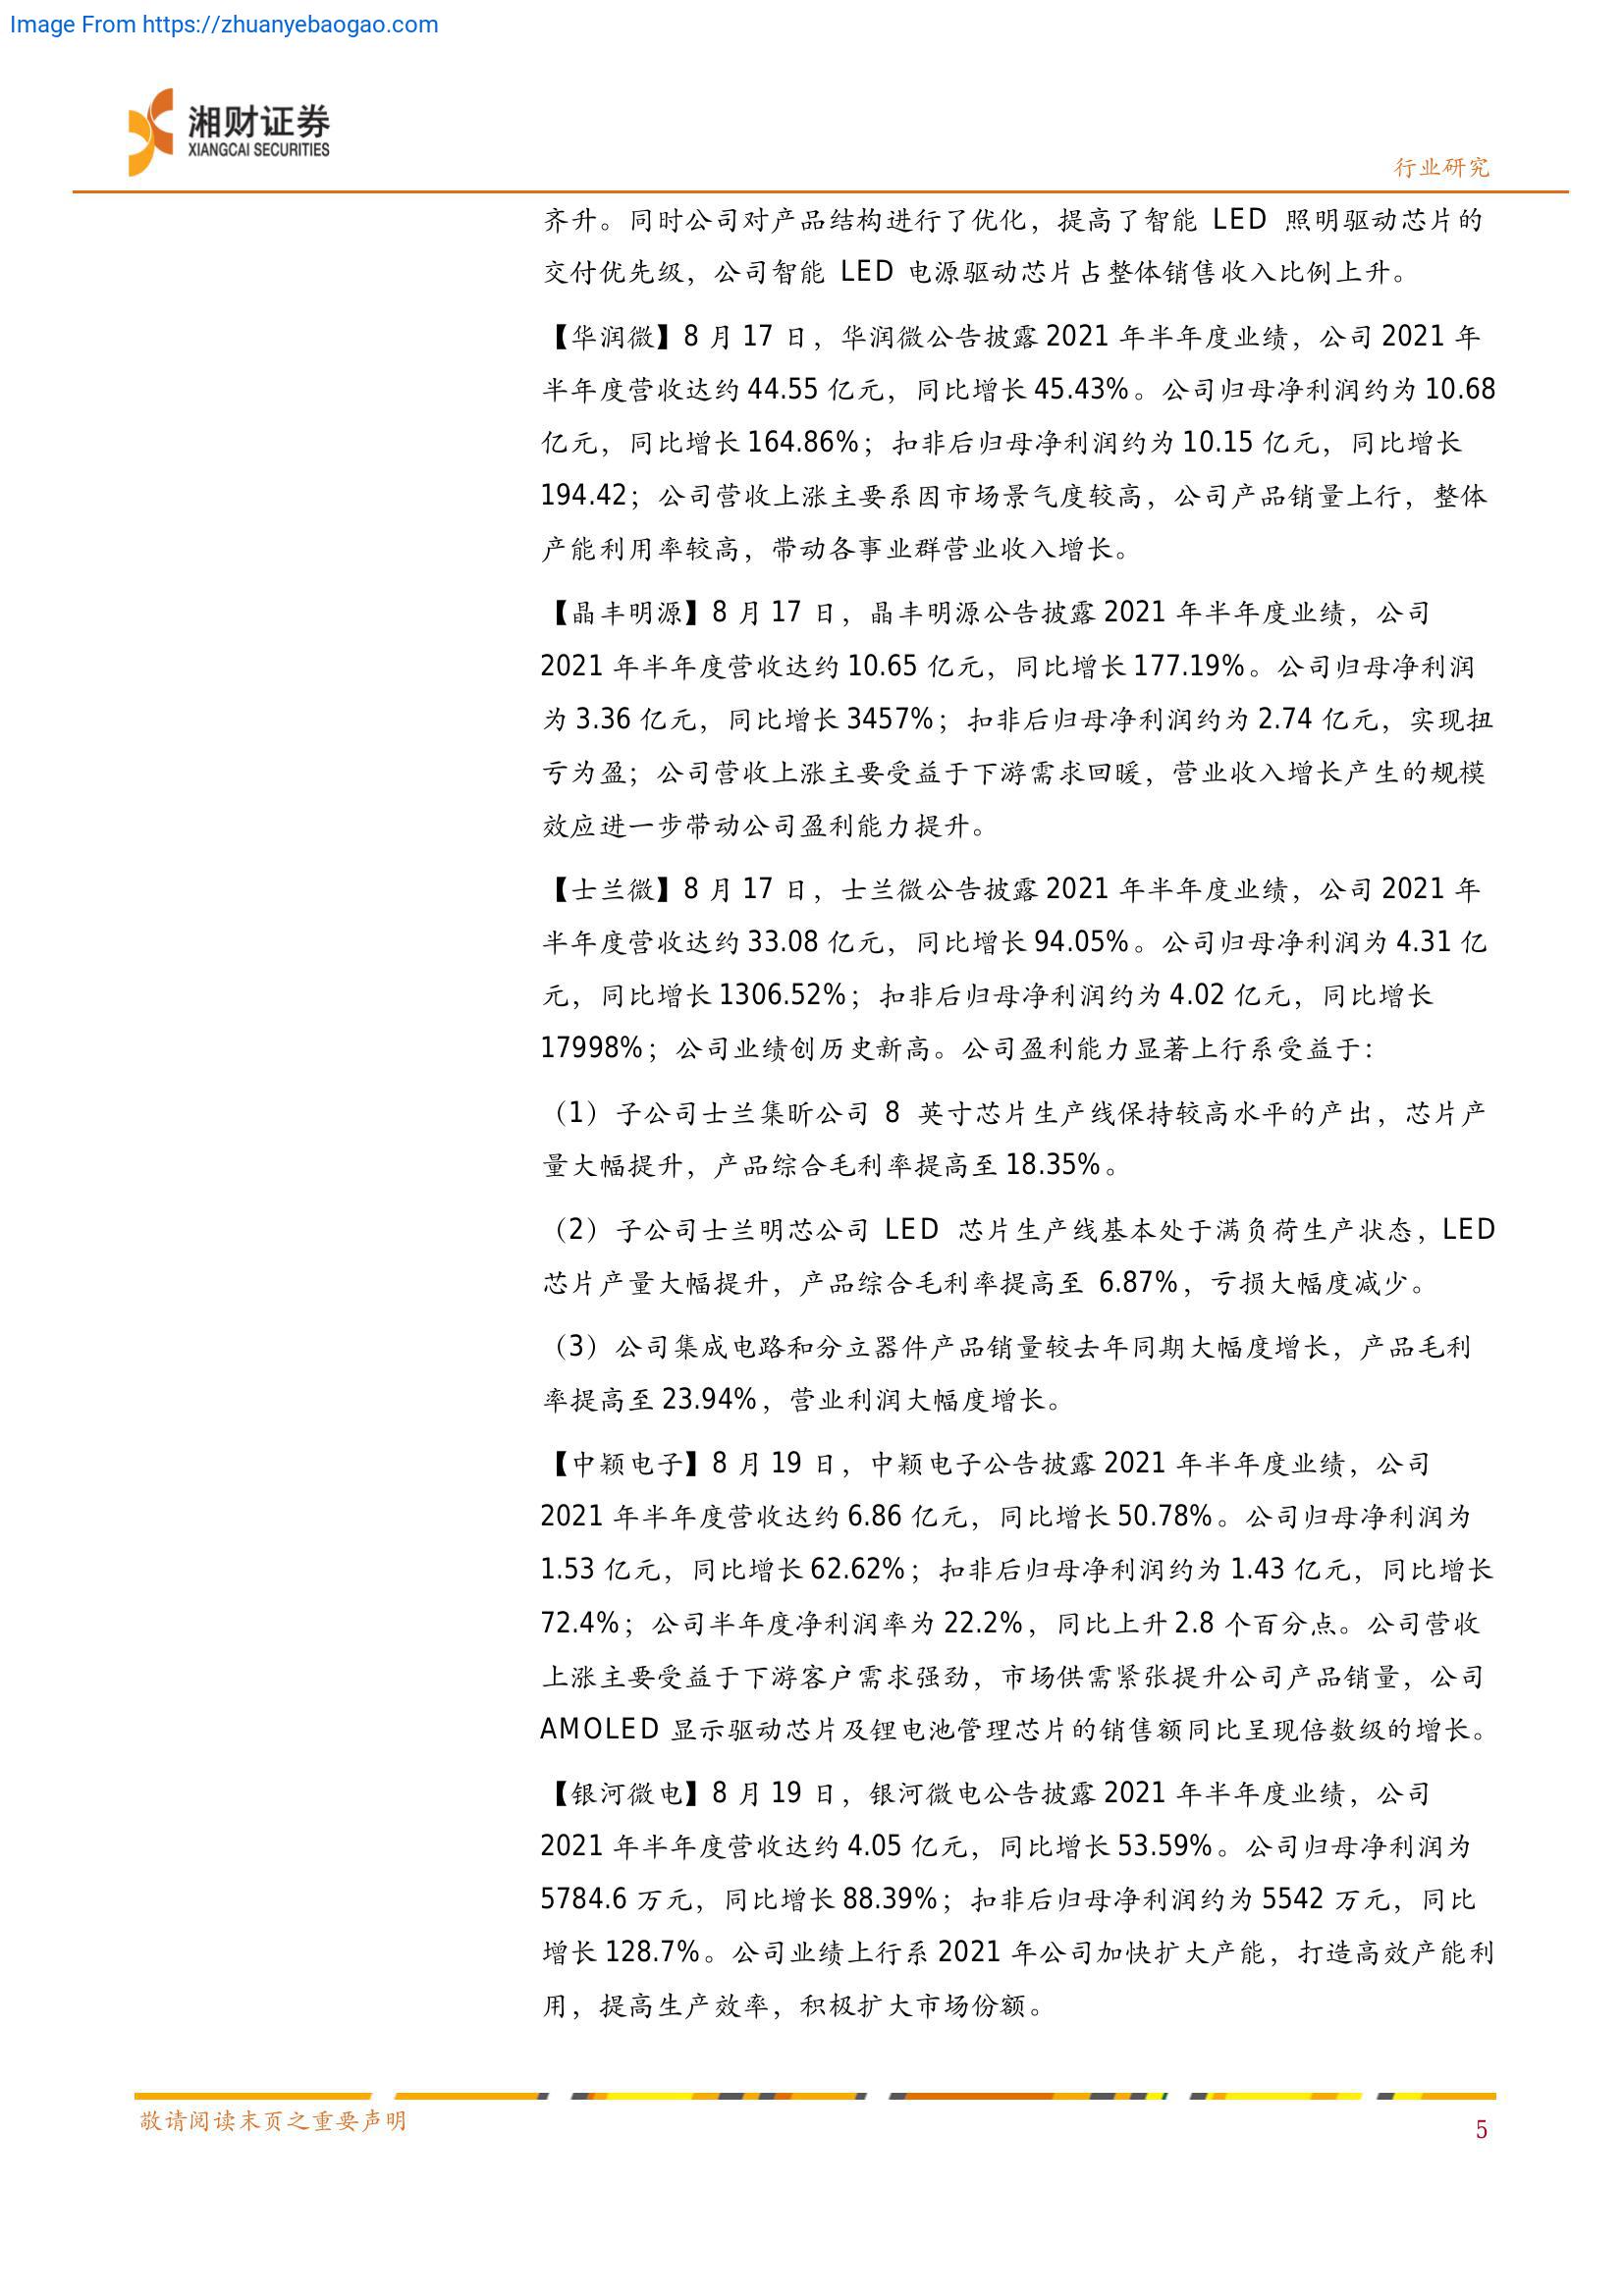 Image From https://zhuanyebaogao.com
湘财证券
XIANGCAI SECURITIES
行业研究
齐升。同时公司对产品结构进行了优化，提高了智能 LED 照明驱动芯片的
交付优先级，公司智能 LED 电源驱动芯片占整体销售收入比例上升。
【华润微】8 月 17 日，华润微公告披露 2021 年半年度业绩，公司 2021 年
半年度营收达约 44.55 亿元，同比增长 45.43%。公司归母净利润约为 10.68
亿元，同比增长 164.86%；扣非后归母净利润约为 10.15 亿元，同比增长
194.42；公司营收上涨主要系因市场景气度较高，公司产品销量上行，整体
产能利用率较高，带动各事业群营业收入增长。
【晶丰明源】8 月 17 日，晶丰明源公告披露 2021 年半年度业绩，公司
2021 年半年度营收达约 10.65 亿元，同比增长 177.19%。公司归母净利润
为 3.36 亿元，同比增长 3457%；扣非后归母净利润约为 2.74 亿元，实现扭
亏为盈；公司营收上涨主要受益于下游需求回暖，营业收入增长产生的规模
效应进一步带动公司盈利能力提升。
【士兰微】8 月 17 日，士兰微公告披露 2021 年半年度业绩，公司 2021 年
半年度营收达约 33.08 亿元，同比增长 94.05%。公司归母净利润为 4.31 亿
元，同比增长 1306.52%；扣非后归母净利润约为 4.02 亿元，同比增长
17998%；公司业绩创历史新高。公司盈利能力显著上行系受益于：
（1）子公司士兰集昕公司 8 英寸芯片生产线保持较高水平的产出，芯片产
量大幅提升，产品综合毛利率提高至 18.35%。
（2）子公司士兰明芯公司 LED 芯片生产线基本处于满负荷生产状态，LED
芯片产量大幅提升，产品综合毛利率提高至 6.87%，亏损大幅度减少。
（3）公司集成电路和分立器件产品销量较去年同期大幅度增长，产品毛利
率提高至 23.94%，营业利润大幅度增长。
【中颖电子】8 月 19 日，中颖电子公告披露 2021 年半年度业绩，公司
2021 年半年度营收达约 6.86 亿元，同比增长 50.78%。公司归母净利润为
1.53 亿元，同比增长 62.62%；扣非后归母净利润约为 1.43 亿元，同比增长
72.4%；公司半年度净利润率为 22.2%，同比上升 2.8 个百分点。公司营收
上涨主要受益于下游客户需求强劲，市场供需紧张提升公司产品销量，公司
AMOLED 显示驱动芯片及锂电池管理芯片的销售额同比呈现倍数级的增长。
【银河微电】8 月 19 日，银河微电公告披露 2021 年半年度业绩，公司
2021 年半年度营收达约 4.05 亿元，同比增长 53.59%。公司归母净利润为
5784.6 万元，同比增长 88.39%；扣非后归母净利润约为 5542 万元，同比
增长 128.7%。公司业绩上行系 2021 年公司加快扩大产能，打造高效产能利
用，提高生产效率，积极扩大市场份额。
敬请阅读末页之重要声明
5